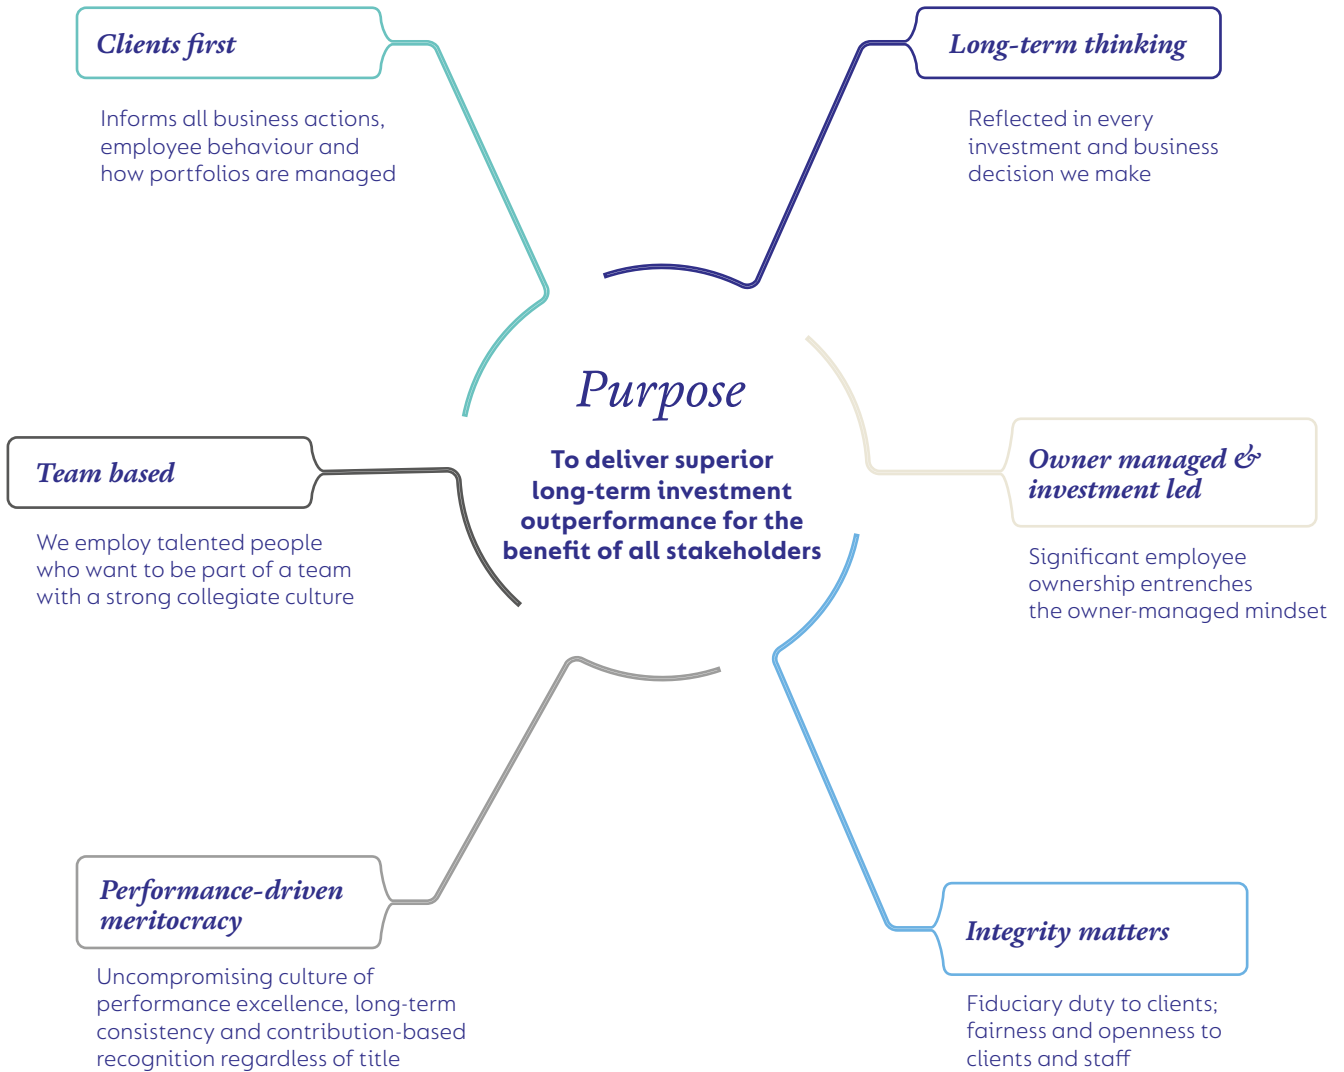 Clients first
Informs all business actions,
employee behaviour and
how portfolios are managed
Long-term thinking
Reflected in every
investment and business
decision we make
Purpose
To deliver superior
long-term investment
outperformance for the
benefit of all stakeholders
Team based
We employ talented people
who want to be part of a team
with a strong collegiate culture
Owner managed &
investment led
Significant employee
ownership entrenches
the owner-managed mindset
Performance-driven
meritocracy
Uncompromising culture of
performance excellence, long-term
consistency and contribution-based
recognition regardless of title
Integrity matters
Fiduciary duty to clients;
fairness and openness to
clients and staff